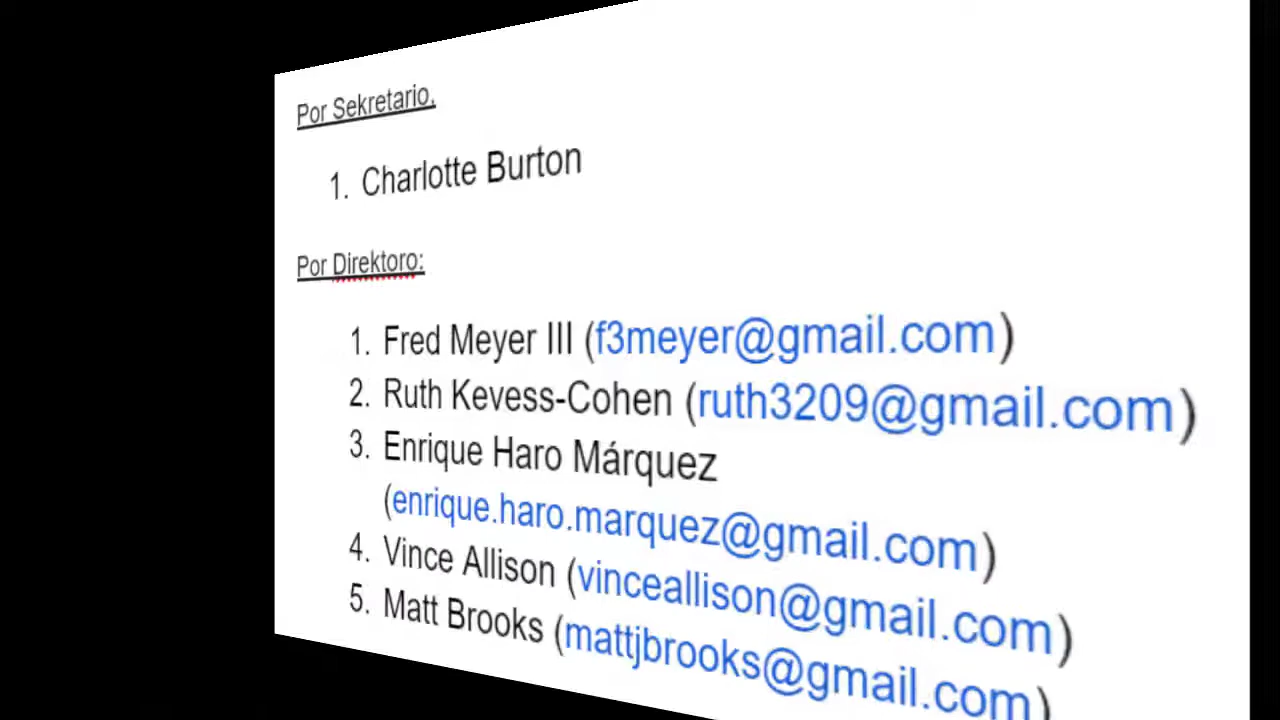 Por Sekretario,
1. Charlotte Burton
Por Direktoro:
1. Fred Meyer III (f3meyer@gmail.com)
2. Ruth Kevess-Cohen (ruth3209@gmail.com)
3. Enrique Haro Márquez
(enrique.haro.marquez@gmail.com)
4. Vince Allison (vinceallison@gmail.com)
5. Matt Brooks (mattjbrooks@gmail.com)